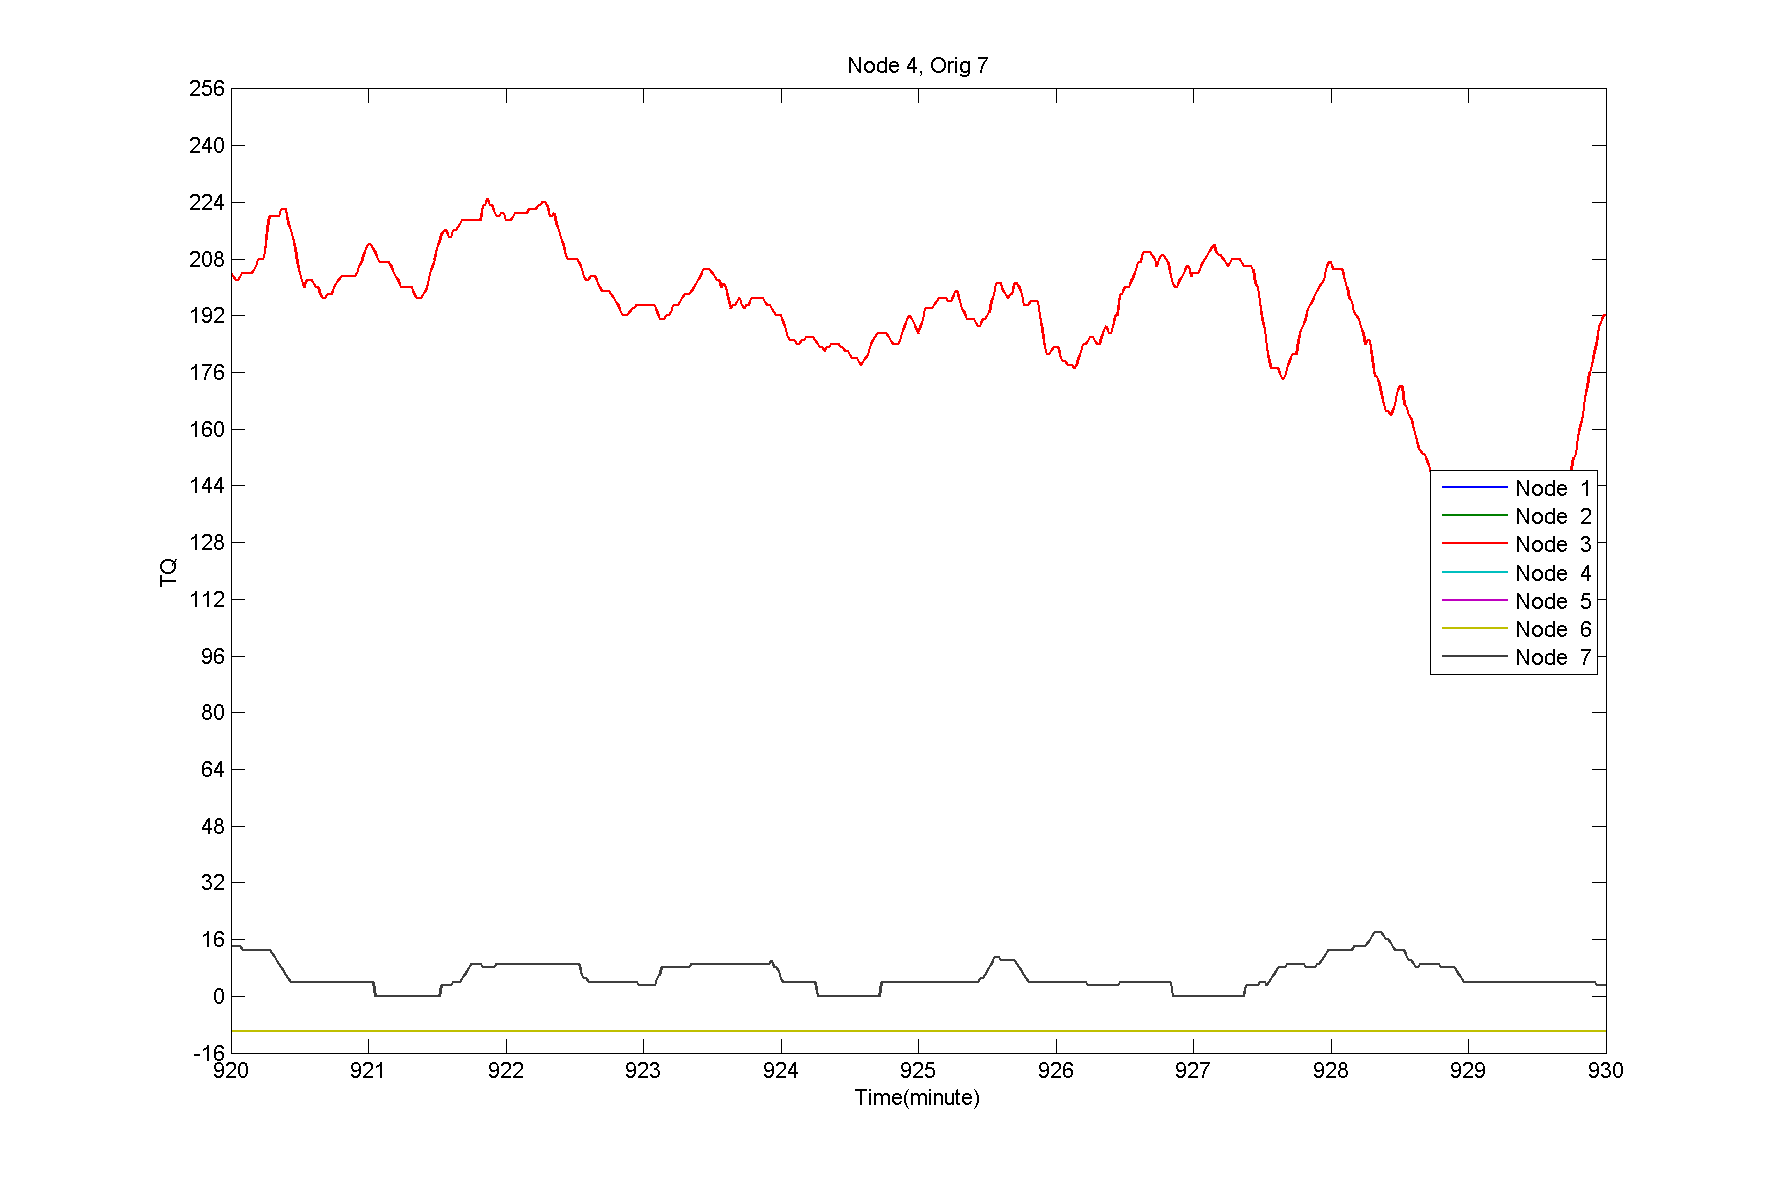 Node 4, Orig 7
256
240
224
208
192
176
160
144
128
112
96
80
64
48
32
16
0
-16
TQ
Node 1
Node 2
Node 3
Node 4
Node 5
Node 6
Node 7
920 921 922 923 924 925 926 927 928 929 930
Time(minute)